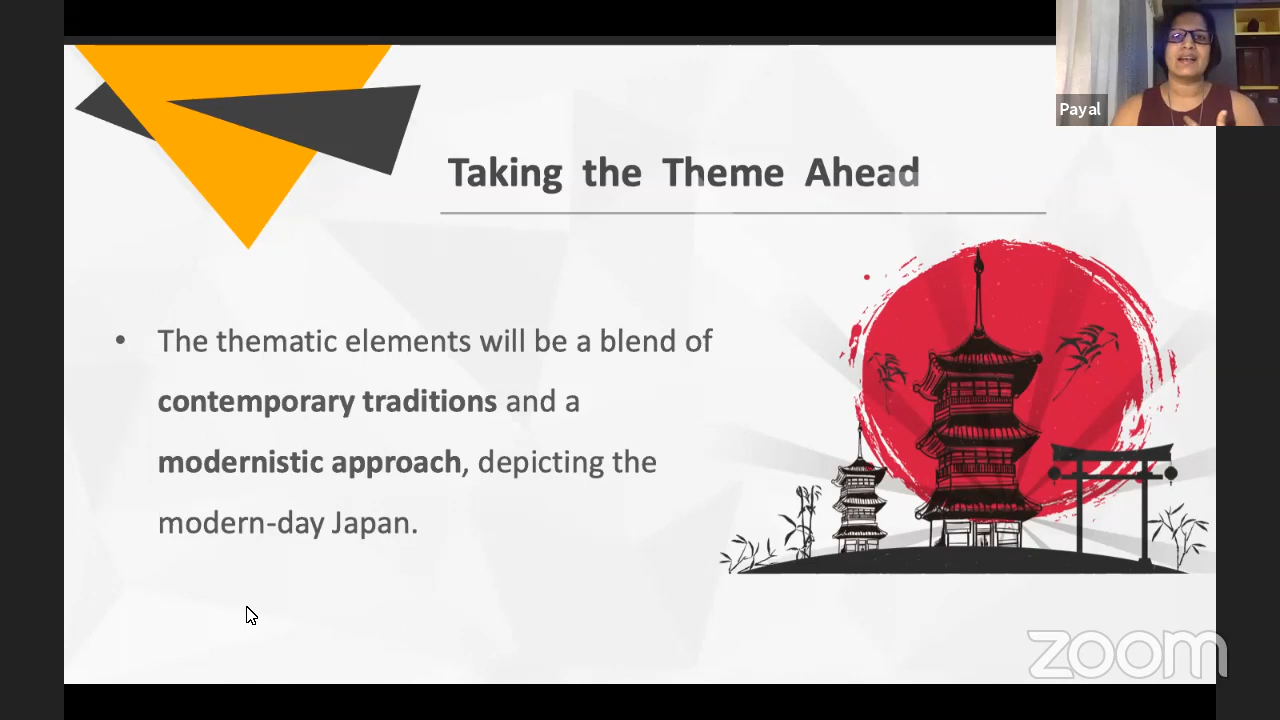 Payal
Taking the Theme Ahead
• The thematic elements will be a blend of
contemporary traditions and a
modernistic approach, depicting the
modern-day Japan.
zoom